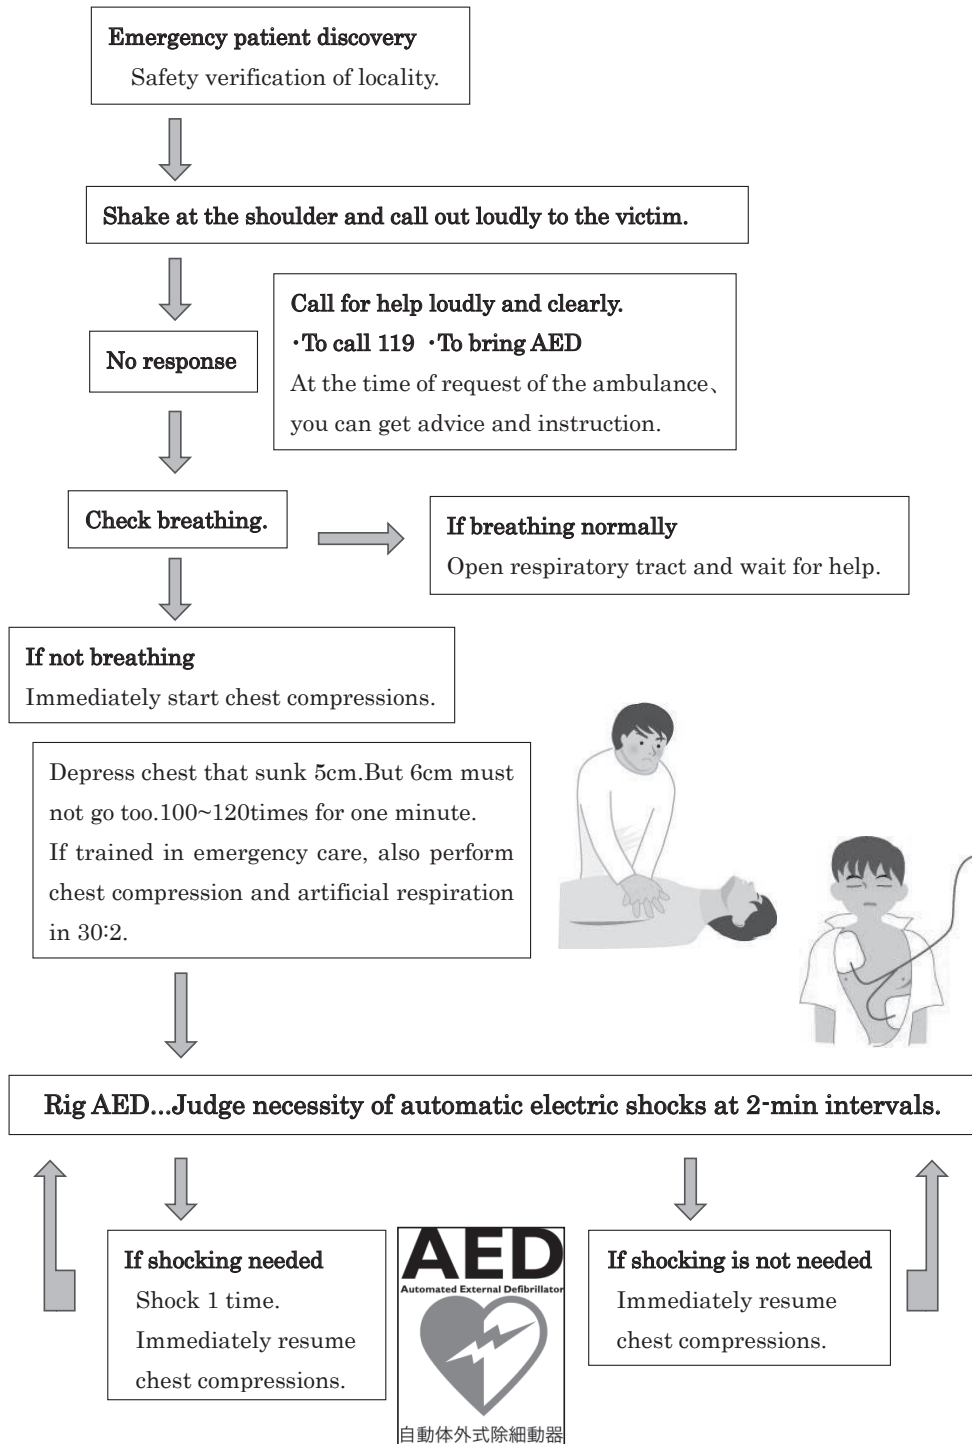 Emergency patient discovery
Safety verification of locality.
Shake at the shoulder and call out loudly to the victim.
Call for help loudly and clearly.
・To call 119 ・To bring AED
At the time of request of the ambulance、
you can get advice and instruction.
No response
Check breathing.
If breathing normally
Open respiratory tract and wait for help.
If not breathing
Immediately start chest compressions.
Depress chest that sunk 5cm.But 6cm must
not go too.100~120times for one minute.
If trained in emergency care, also perform
chest compression and artificial respiration
in 30:2.
Rig AED...Judge necessity of automatic electric shocks at 2-min intervals.
If shocking needed
Shock 1 time.
Immediately resume
chest compressions.
AED
Automated External Defibrillator
自動体外式除細動器
If shocking is not needed
Immediately resume
chest compressions.